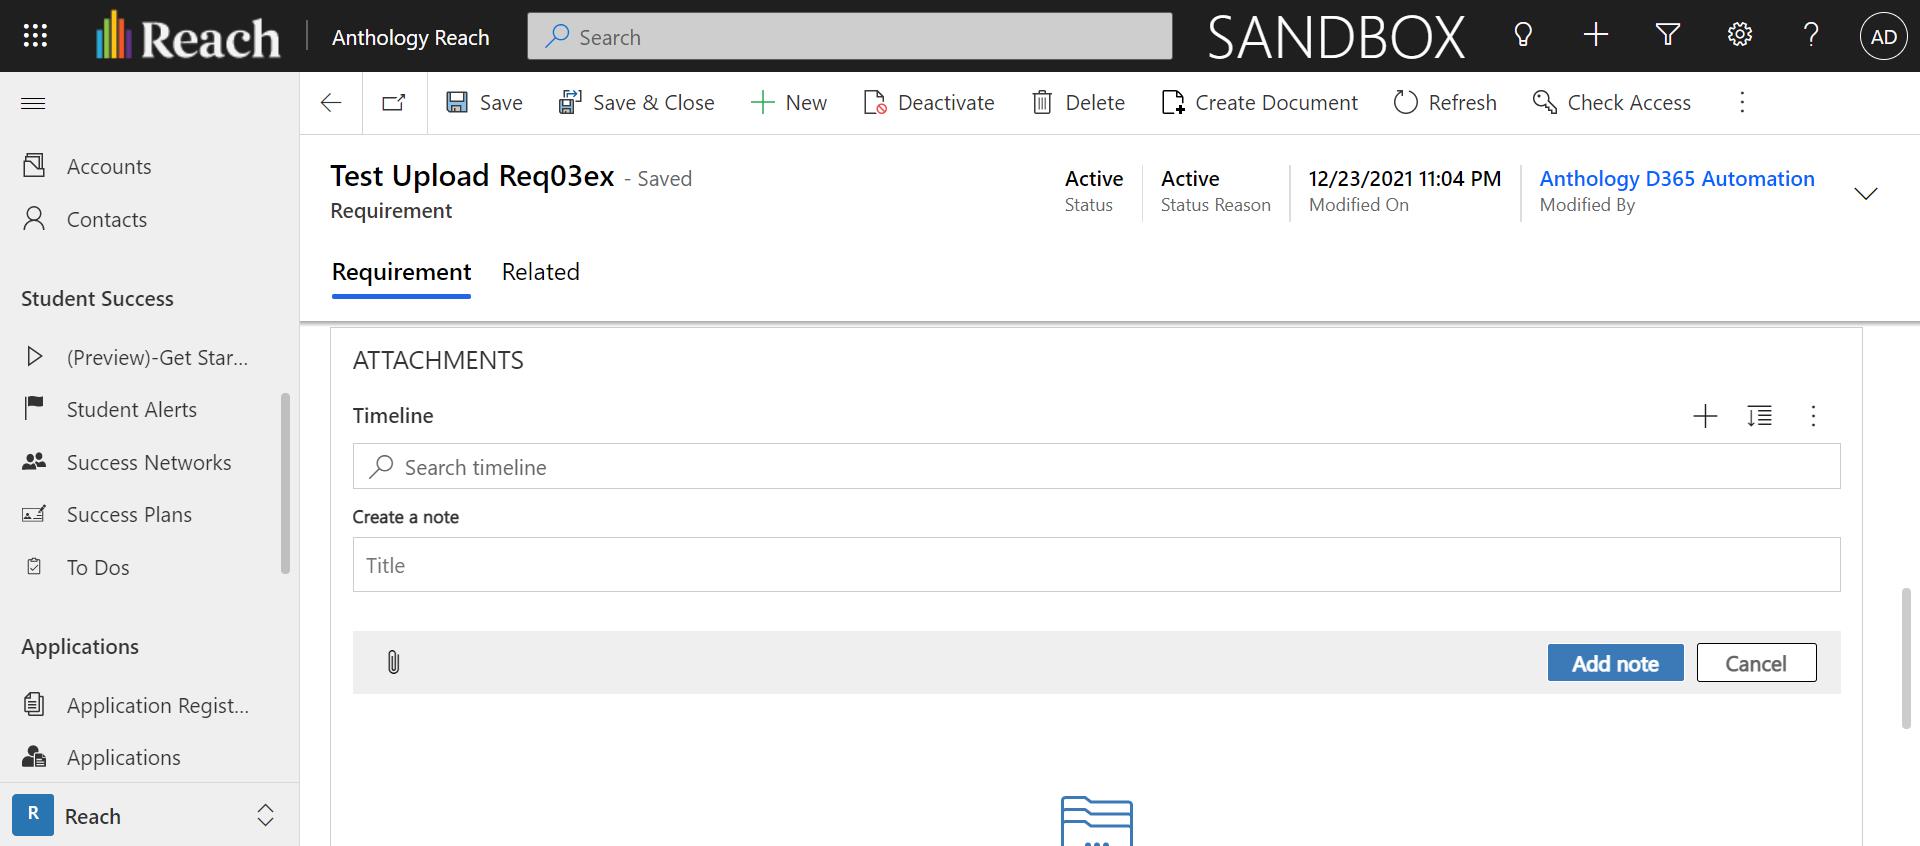 Reach
Anthology Reach
Search
SANDBOX
AD
Save
Save & Close
New
Deactivate
Delete
Create Document
Refresh
Check Access
Accounts
Contacts
Student Success
(Preview)-Get Star...
Student Alerts
Success Networks
Success Plans
To Dos
Applications
Application Regist...
Applications
R
Reach
Test Upload Req03ex - Saved
Requirement
Active
Status
Active
Status Reason
12/23/2021 11:04 PM
Modified On
Anthology D365 Automation
Modified By
Requirement
Related
ATTACHMENTS
Timeline
Search timeline
Create a note
Title
Add note
Cancel